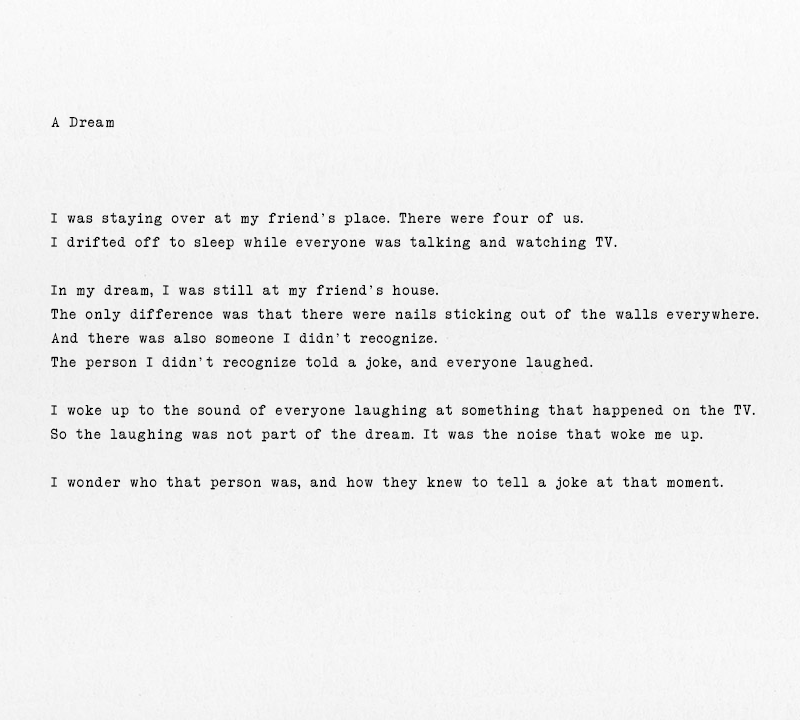 A Dream
I was staying over at my friend's place. There were four of us.
I drifted off to sleep while everyone was talking and watching TV.
In my dream, I was still at my friend's house.
The only difference was that there were nails sticking out of the walls everywhere.
And there was also someone I didn't recognize.
The person I didn't recognize told a joke, and everyone laughed.
I woke up to the sound of everyone laughing at something that happened on the TV.
So the laughing was not part of the dream. It was the noise that woke me up.
I wonder who that person was, and how they knew to tell a joke at that moment.